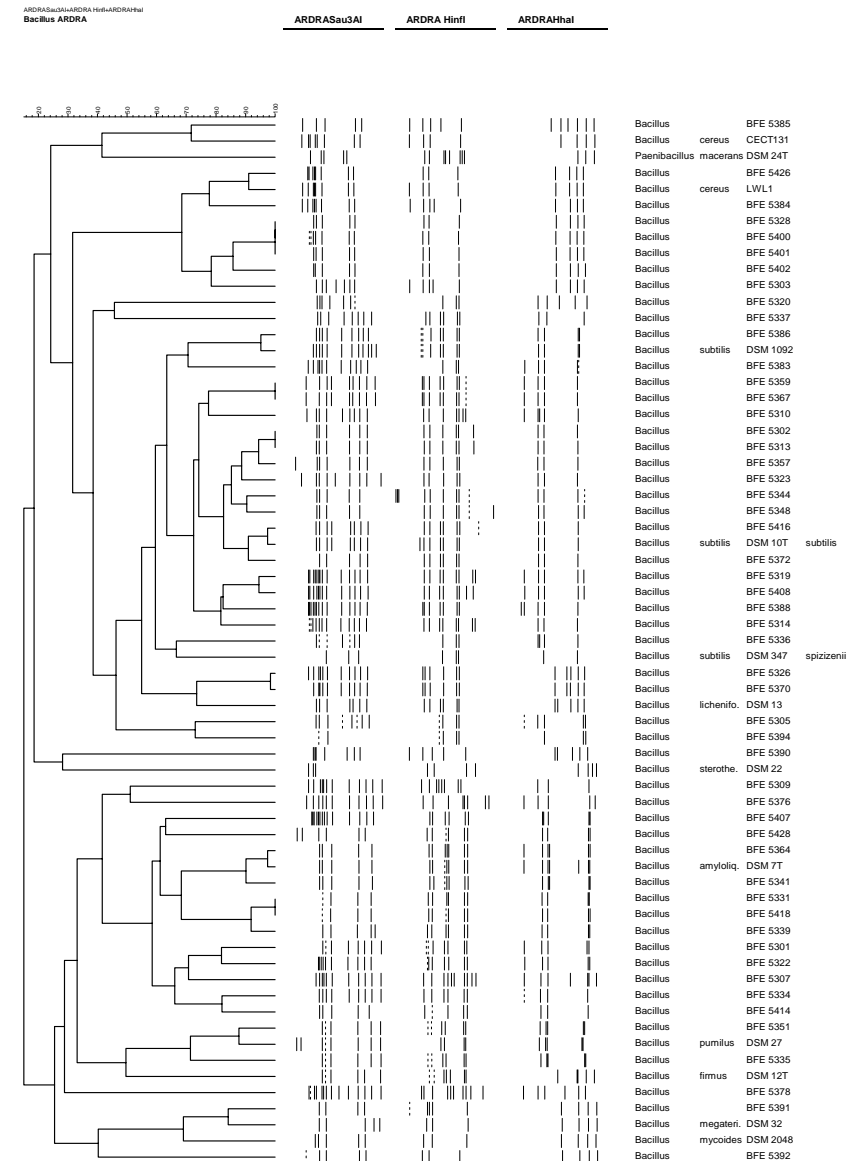 ARDRASau3AI+ARDRA HinfI+ARDRAHhaI
Bacillus ARDRA
ARDRASau3AI ARDRA HinfI ARDRAHhaI
20 30 40 50 60 70 80 90 100
Bacillus BFE 5385
Bacillus cereus CECT131
Paenibacillus macerans DSM 24T
Bacillus BFE 5426
Bacillus cereus LWL1
Bacillus BFE 5384
Bacillus BFE 5328
Bacillus BFE 5400
Bacillus BFE 5401
Bacillus BFE 5402
Bacillus BFE 5303
Bacillus BFE 5320
Bacillus BFE 5337
Bacillus BFE 5386
Bacillus subtilis DSM 1092
Bacillus BFE 5383
Bacillus BFE 5359
Bacillus BFE 5367
Bacillus BFE 5310
Bacillus BFE 5302
Bacillus BFE 5313
Bacillus BFE 5357
Bacillus BFE 5323
Bacillus BFE 5344
Bacillus BFE 5348
Bacillus BFE 5416
Bacillus subtilis DSM 10T subtilis
Bacillus BFE 5372
Bacillus BFE 5319
Bacillus BFE 5408
Bacillus BFE 5388
Bacillus BFE 5314
Bacillus BFE 5336
Bacillus subtilis DSM 347 spizizenii
Bacillus BFE 5326
Bacillus BFE 5370
Bacillus lichenifo. DSM 13
Bacillus BFE 5305
Bacillus BFE 5394
Bacillus BFE 5390
Bacillus sterothe. DSM 22
Bacillus BFE 5309
Bacillus BFE 5376
Bacillus BFE 5407
Bacillus BFE 5428
Bacillus BFE 5364
Bacillus amyloliq. DSM 7T
Bacillus BFE 5341
Bacillus BFE 5331
Bacillus BFE 5418
Bacillus BFE 5339
Bacillus BFE 5301
Bacillus BFE 5322
Bacillus BFE 5307
Bacillus BFE 5334
Bacillus BFE 5414
Bacillus BFE 5351
Bacillus pumilus DSM 27
Bacillus BFE 5335
Bacillus firmus DSM 12T
Bacillus BFE 5378
Bacillus BFE 5391
Bacillus megateri. DSM 32
Bacillus mycoides DSM 2048
Bacillus BFE 5392